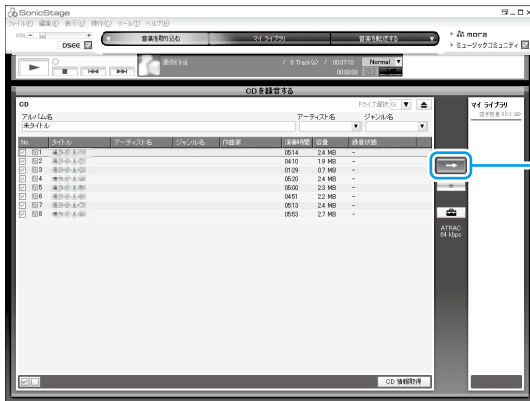 SonicStage
ファイル(F) 編集(E) 表示(V) 操作(O) ツール(T) ヘルプ(H)
VOL - +
DSEE
音楽を取り込む マイ ライブラリ 音楽を転送する
mora
ミュージックコミュニティ
/ 8 Track(s) / 00:37:10 Normal
00:00:00
CDを録音する
CD ドライブ選択 G
アルバム名 アーティスト名 ジャンル名
未タイトル
No. タイトル アーティスト名 ジャンル名 作曲家 演奏時間 容量 録音状態
1 05:14 2.4 MB -
2 04:10 1.9 MB -
3 01:29 0.7 MB -
4 05:20 2.4 MB -
5 05:00 2.3 MB -
6 04:51 2.2 MB -
7 05:13 2.4 MB -
8 05:53 2.7 MB -
マイ ライブラリ
ATRAC
64 kbps
CD 情報取得